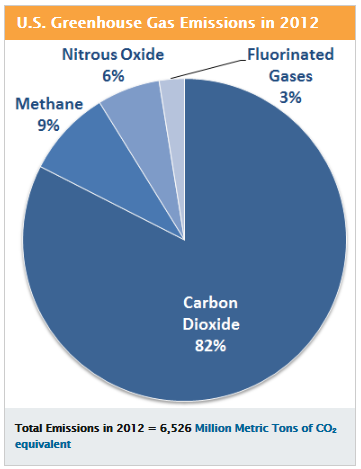 U.S. Greenhouse Gas Emissions in 2012
Nitrous Oxide
6%
Fluorinated
Gases
3%
Methane
9%
Carbon
Dioxide
82%
Total Emissions in 2012 = 6,526 Million Metric Tons of CO₂
equivalent